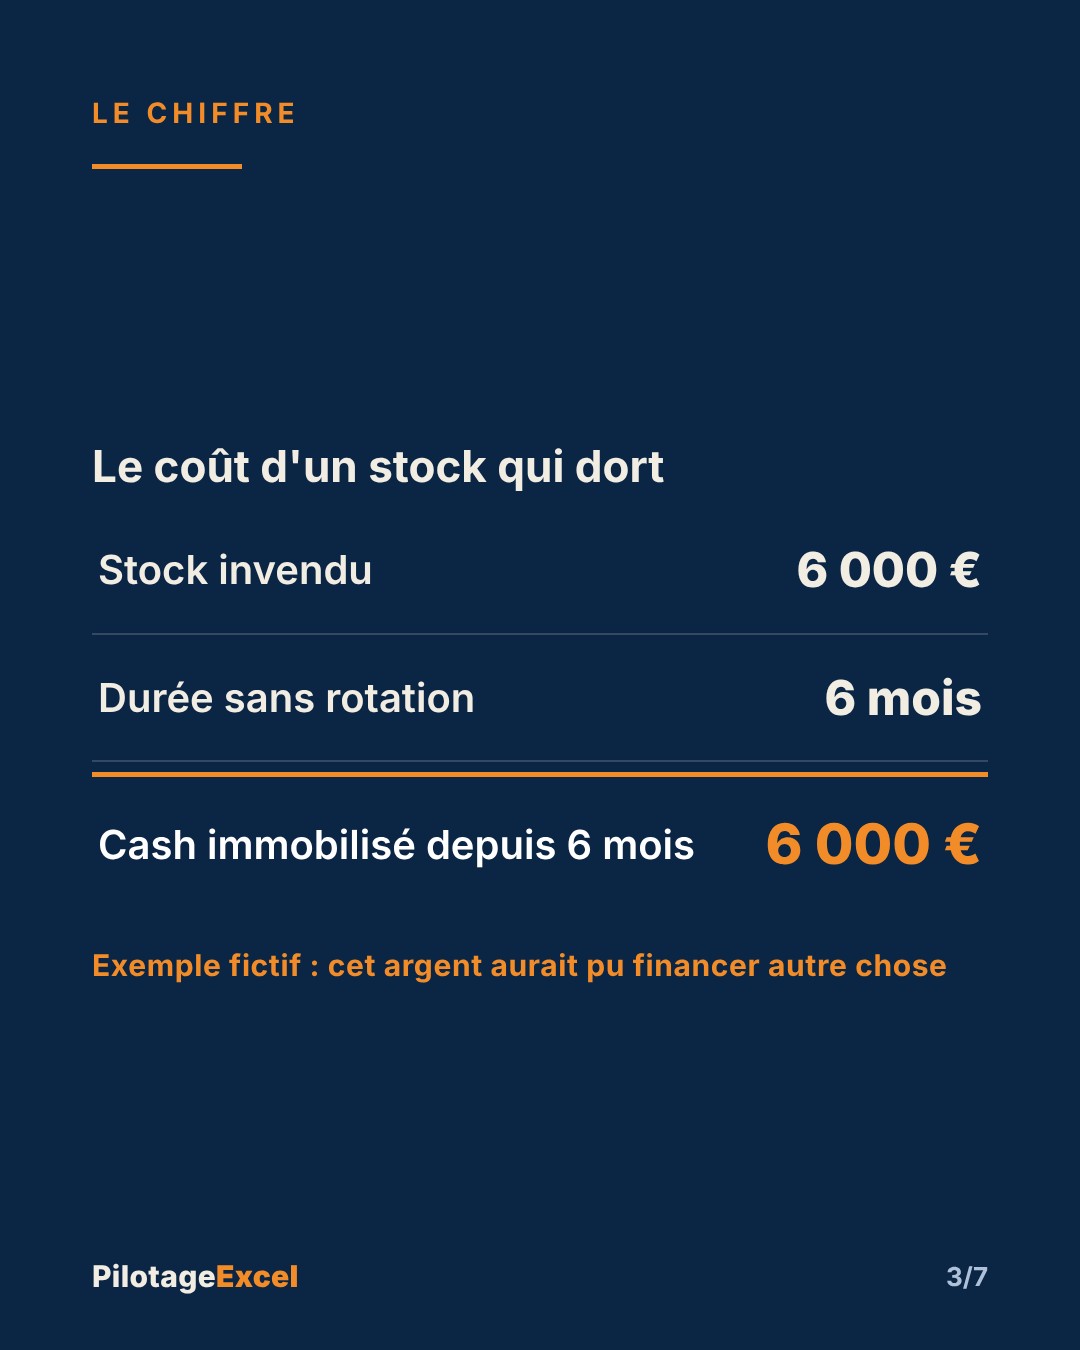 LE CHIFFRE
Le coût d'un stock qui dort
Stock invendu 6 000 €
Durée sans rotation 6 mois
Cash immobilisé depuis 6 mois 6 000 €
Exemple fictif : cet argent aurait pu financer autre chose
PilotageExcel 3/7